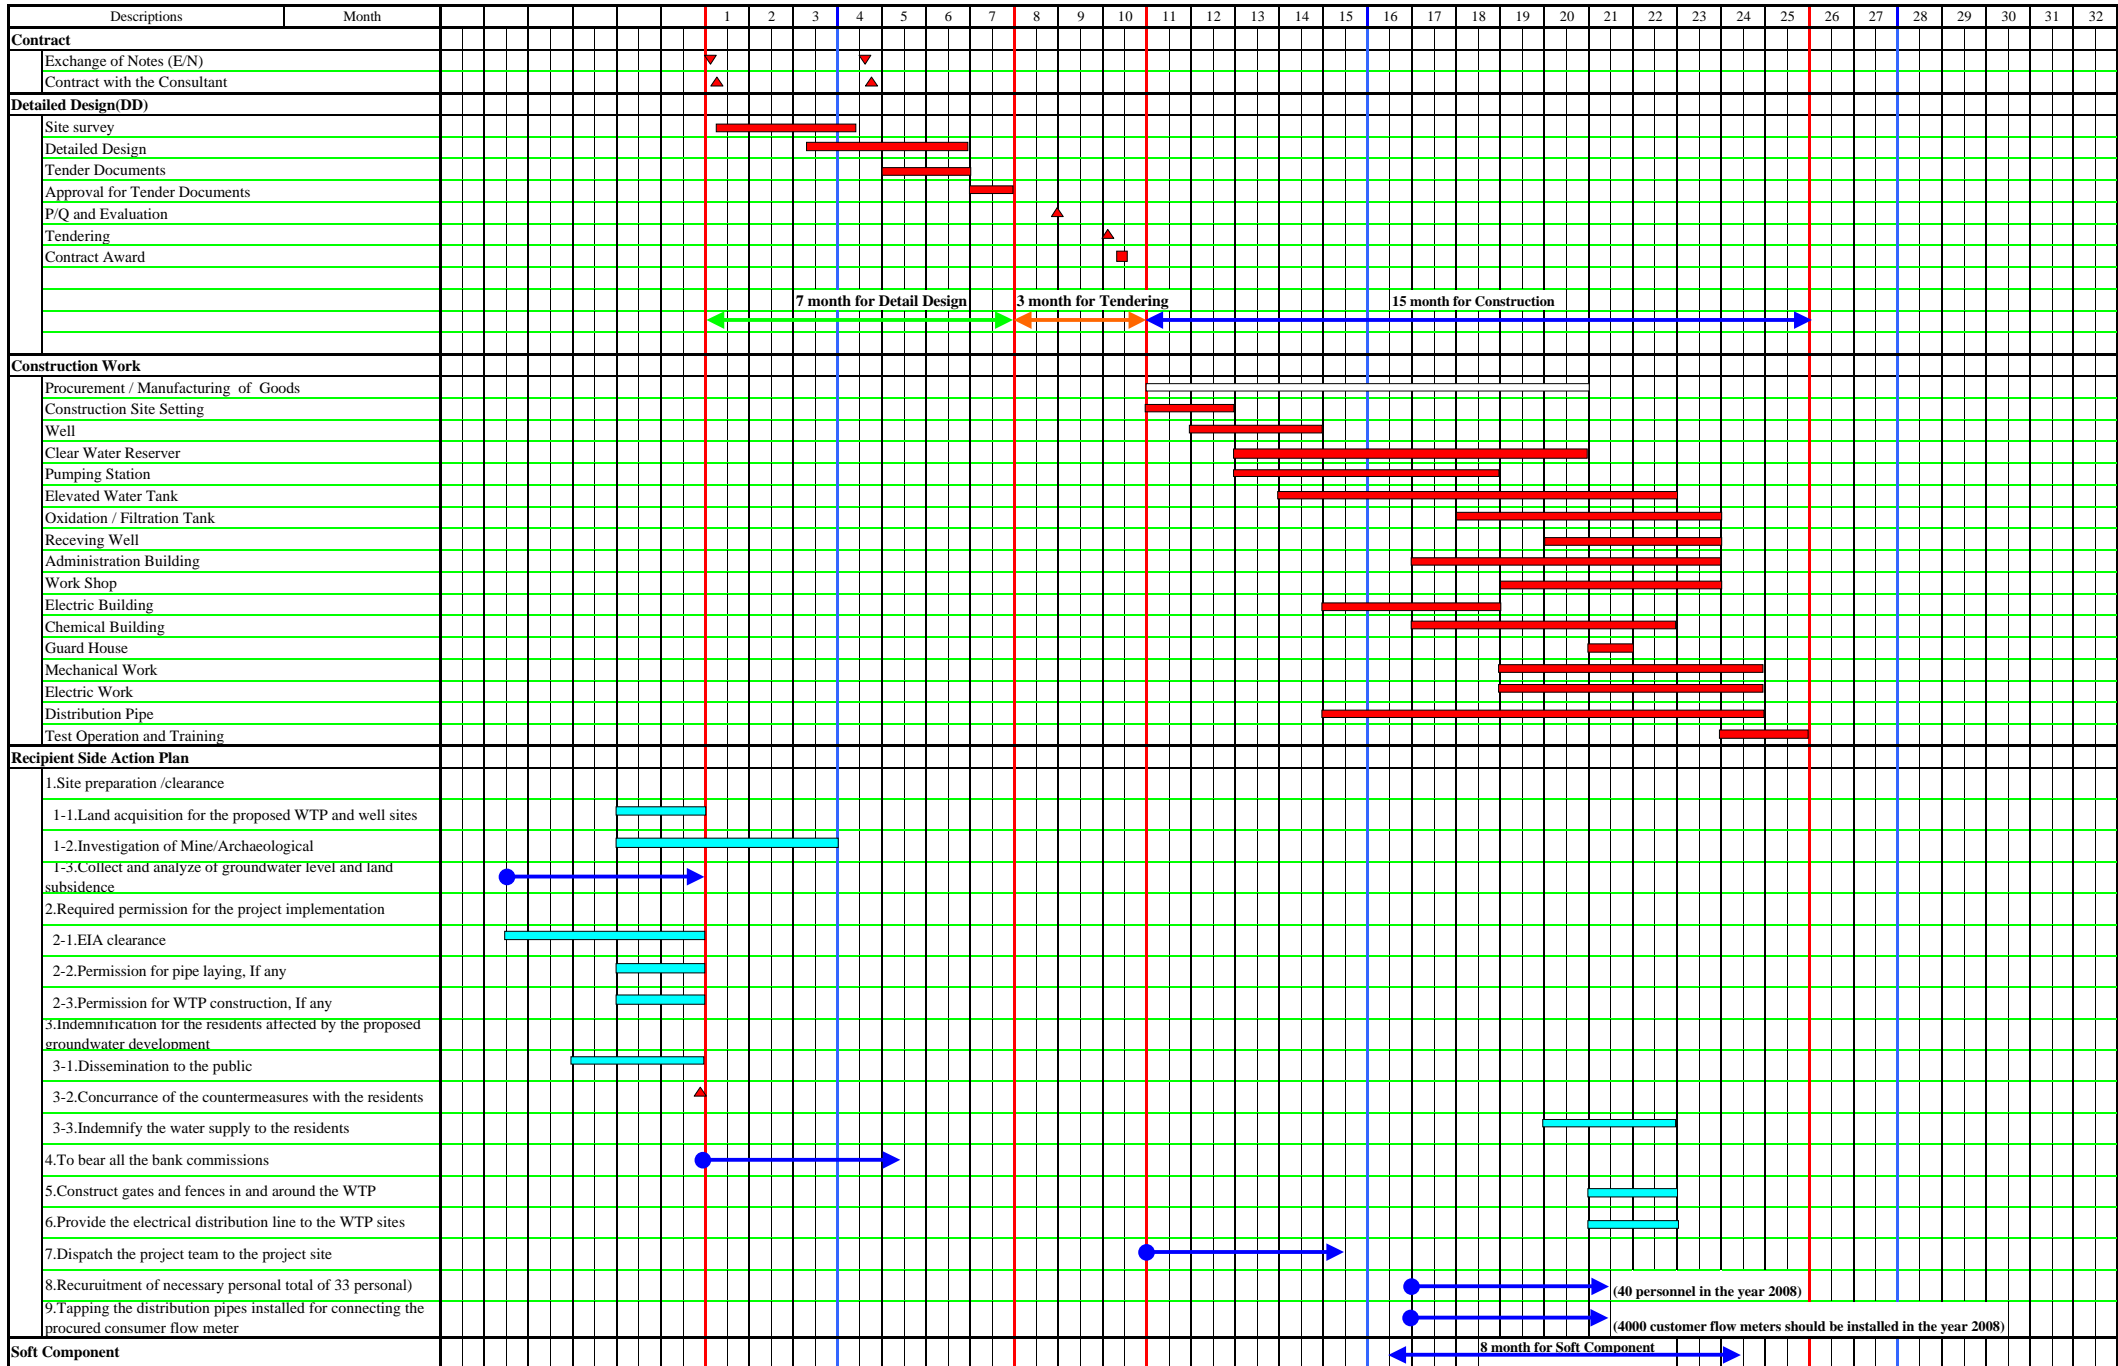 Descriptions Month 1 2 3 4 5 6 7 8 9 10 11 12 13 14 15 16 17 18 19 20 21 22 23 24 25 26 27 28 29 30 31 32
Contract
Exchange of Notes (E/N)
Contract with the Consultant
Detailed Design(DD)
Site survey
Detailed Design
Tender Documents
Approval for Tender Documents
P/Q and Evaluation
Tendering
Contract Award
7 month for Detail Design 3 month for Tendering 15 month for Construction
Construction Work
Procurement / Manufacturing of Goods
Construction Site Setting
Well
Clear Water Reserver
Pumping Station
Elevated Water Tank
Oxidation / Filtration Tank
Receving Well
Administration Building
Work Shop
Electric Building
Chemical Building
Guard House
Mechanical Work
Electric Work
Distribution Pipe
Test Operation and Training
Recipient Side Action Plan
1.Site preparation /clearance
1-1.Land acquisition for the proposed WTP and well sites
1-2.Investigation of Mine/Archaeological
1-3.Collect and analyze of groundwater level and land
subsidence
2.Required permission for the project implementation
2-1.EIA clearance
2-2.Permission for pipe laying, If any
2-3.Permission for WTP construction, If any
3.Indemnification for the residents affected by the proposed
groundwater development
3-1.Dissemination to the public
3-2.Concurrance of the countermeasures with the residents
3-3.Indemnify the water supply to the residents
4.To bear all the bank commissions
5.Construct gates and fences in and around the WTP
6.Provide the electrical distribution line to the WTP sites
7.Dispatch the project team to the project site
8.Recuruitment of necessary personal total of 33 personal) (40 personnel in the year 2008)
9.Tapping the distribution pipes installed for connecting the
procured consumer flow meter (4000 customer flow meters should be installed in the year 2008)
Soft Component 8 month for Soft Component